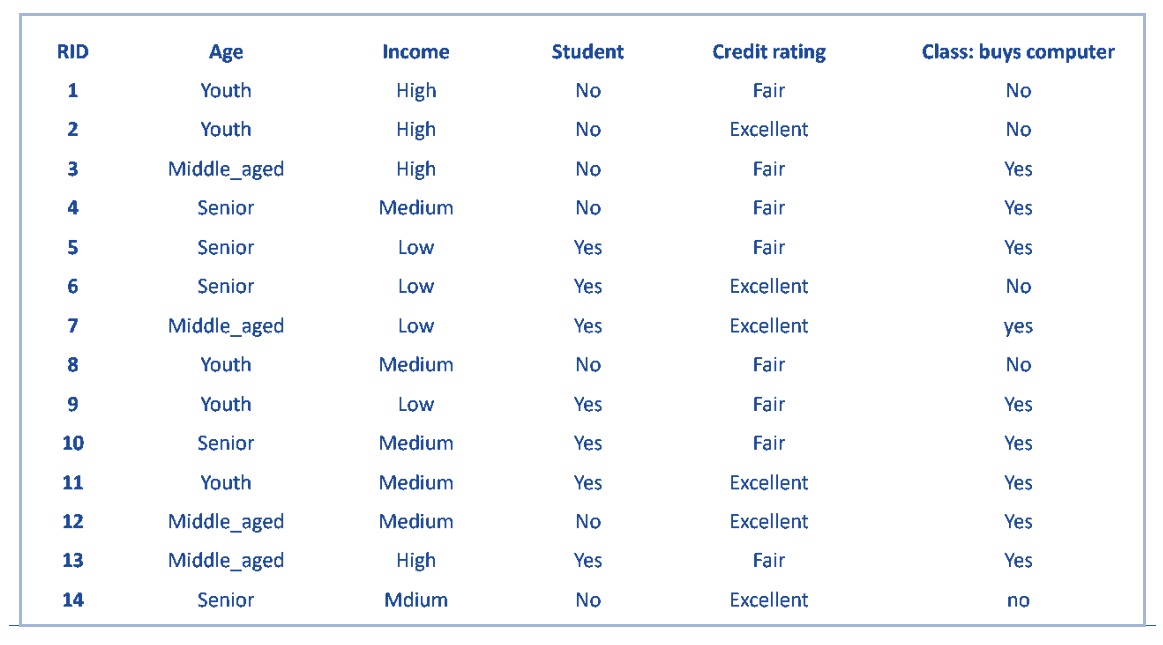 RID Age Income Student Credit rating Class: buys computer
1 Youth High No Fair No
2 Youth High No Excellent No
3 Middle_aged High No Fair Yes
4 Senior Medium No Fair Yes
5 Senior Low Yes Fair Yes
6 Senior Low Yes Excellent No
7 Middle_aged Low Yes Excellent yes
8 Youth Medium No Fair No
9 Youth Low Yes Fair Yes
10 Senior Medium Yes Fair Yes
11 Youth Medium Yes Excellent Yes
12 Middle_aged Medium No Excellent Yes
13 Middle_aged High Yes Fair Yes
14 Senior Mdium No Excellent no